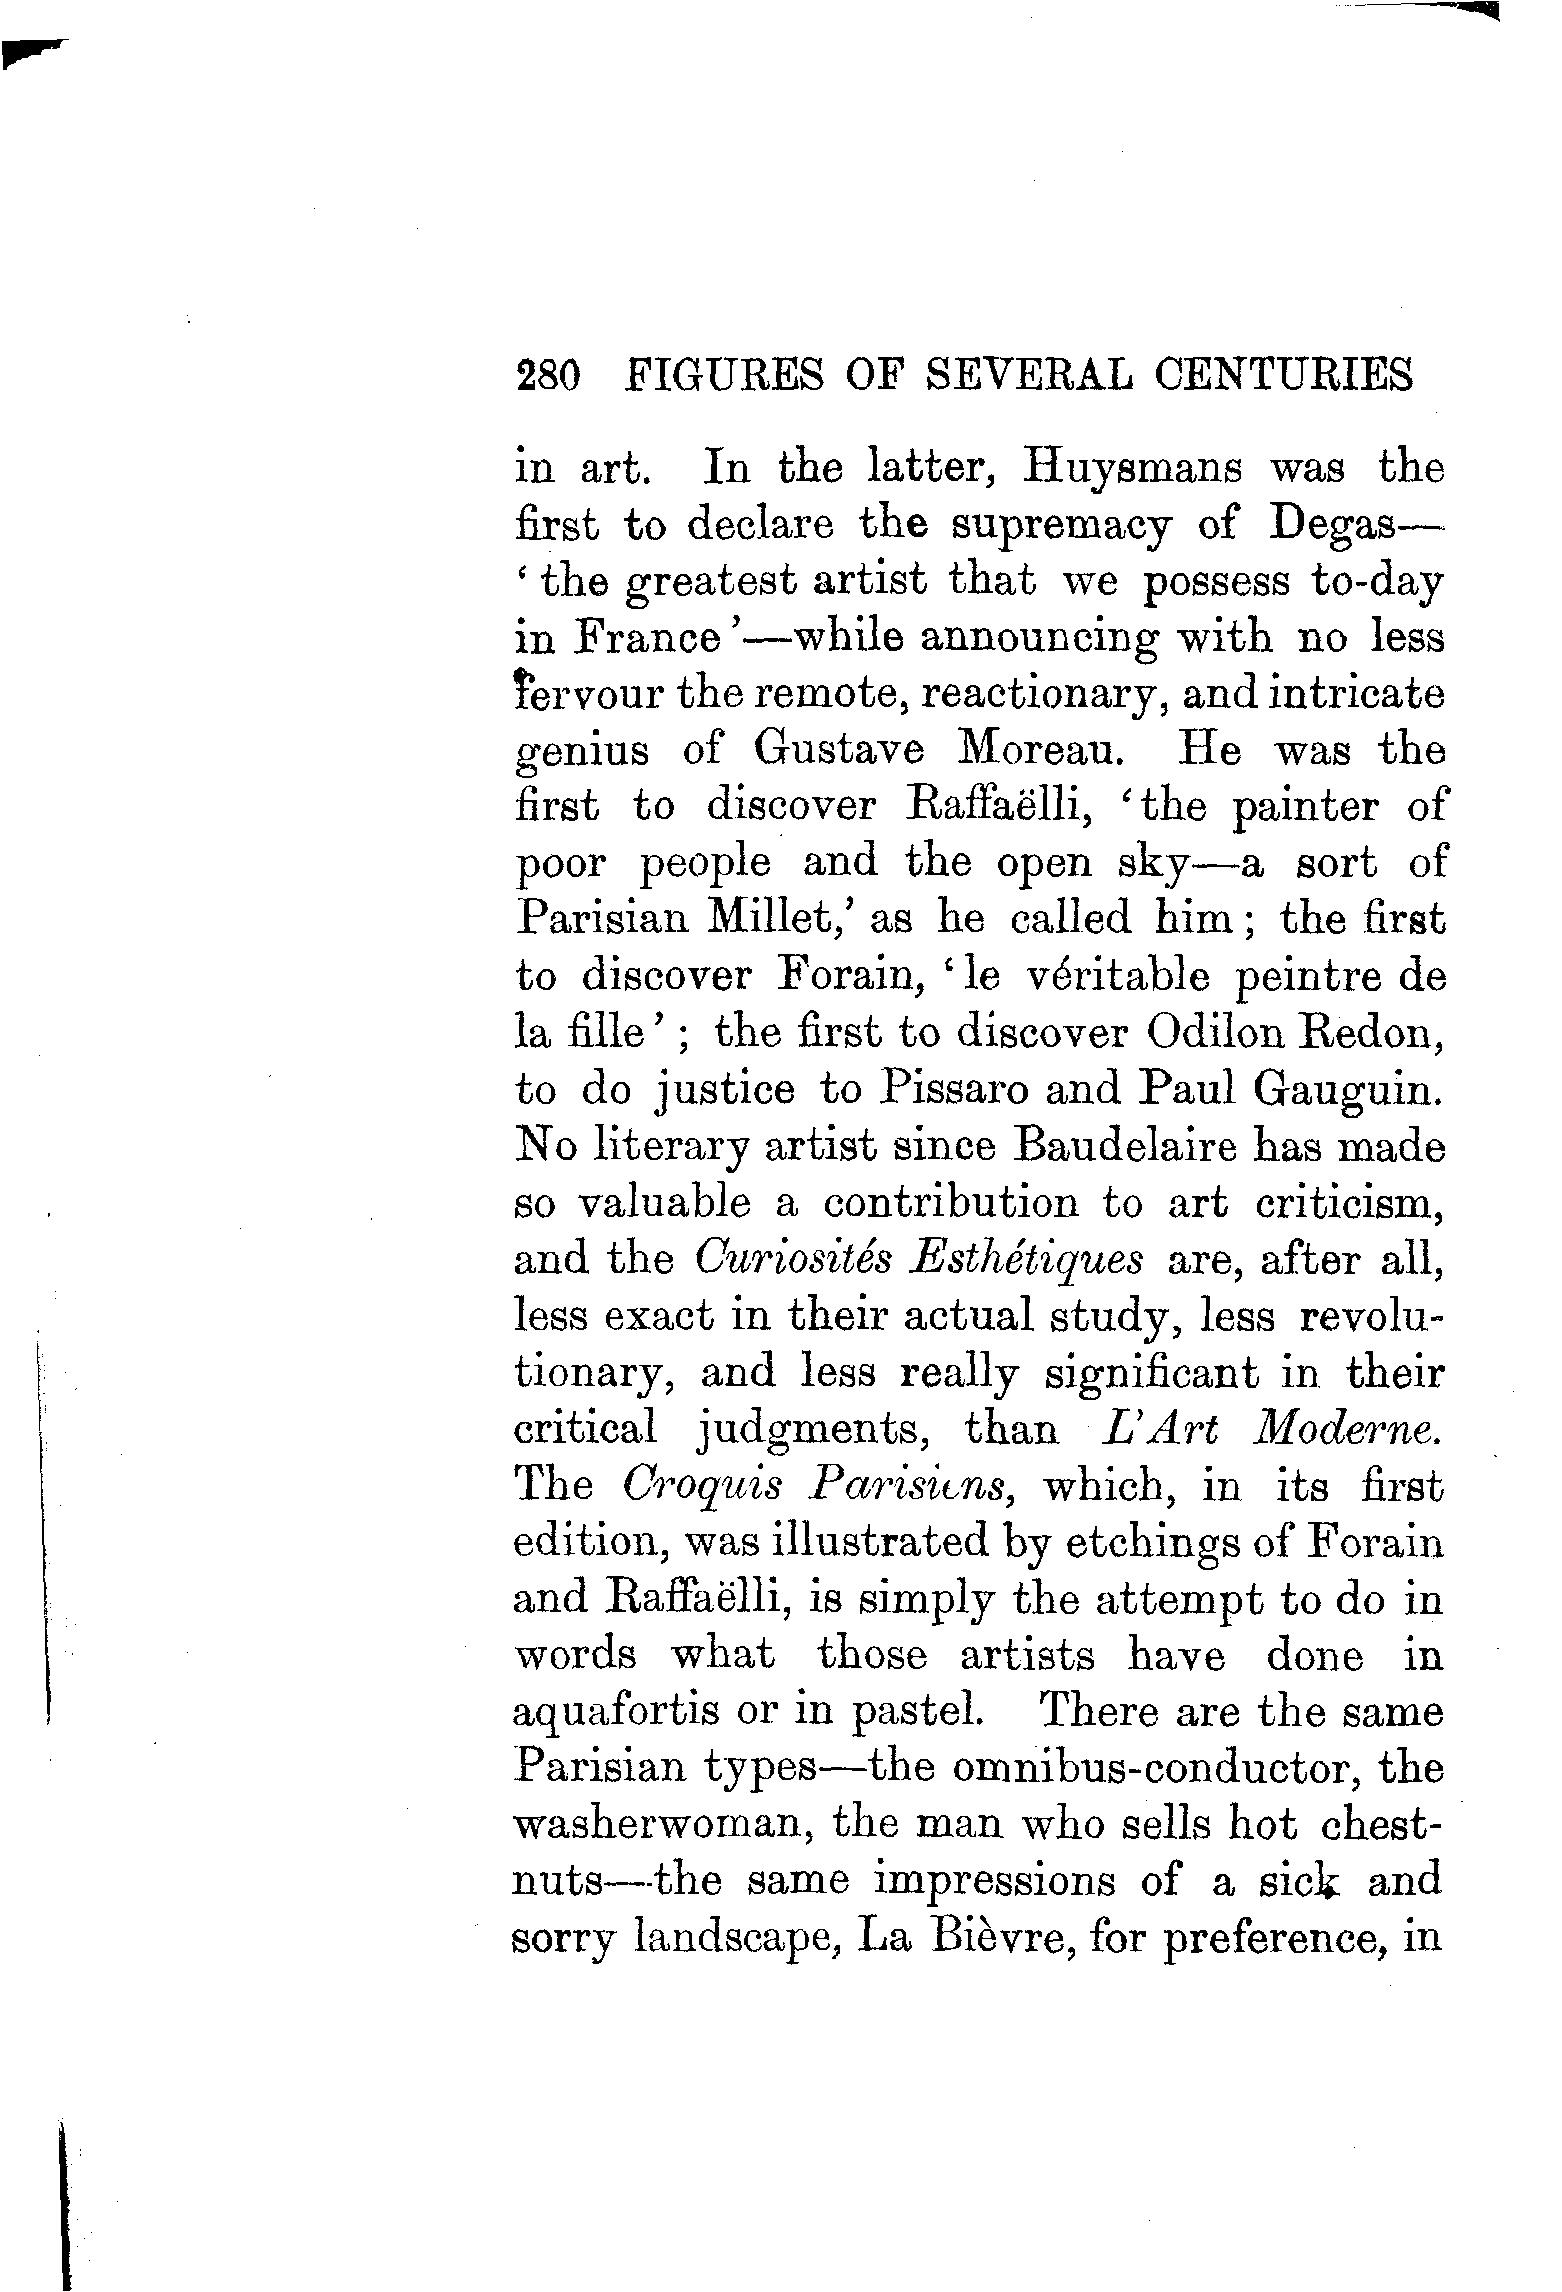 280 FIGURES OF SEVERAL CENTURIES
in art. In the latter, Huysmans was the
first to declare the supremacy of Degas—
‘ the greatest artist that we possess to-day
in France ’—while announcing with no less
fervour the remote, reactionary, and intricate
genius of Gustave Moreau. He was the
first to discover Raffaëlli, ‘ the painter of
poor people and the open sky—a sort of
Parisian Millet,’ as he called him ; the first
to discover Forain, ‘ le véritable peintre de
la fille ’ ; the first to discover Odilon Redon,
to do justice to Pissaro and Paul Gauguin.
No literary artist since Baudelaire has made
so valuable a contribution to art criticism,
and the Curiosités Esthétiques are, after all,
less exact in their actual study, less revolu-
tionary, and less really significant in their
critical judgments, than L’Art Moderne.
The Croquis Parisiens, which, in its first
edition, was illustrated by etchings of Forain
and Raffaëlli, is simply the attempt to do in
words what those artists have done in
aquafortis or in pastel. There are the same
Parisian types—the omnibus-conductor, the
washerwoman, the man who sells hot chest-
nuts—the same impressions of a sick and
sorry landscape, La Bièvre, for preference, in